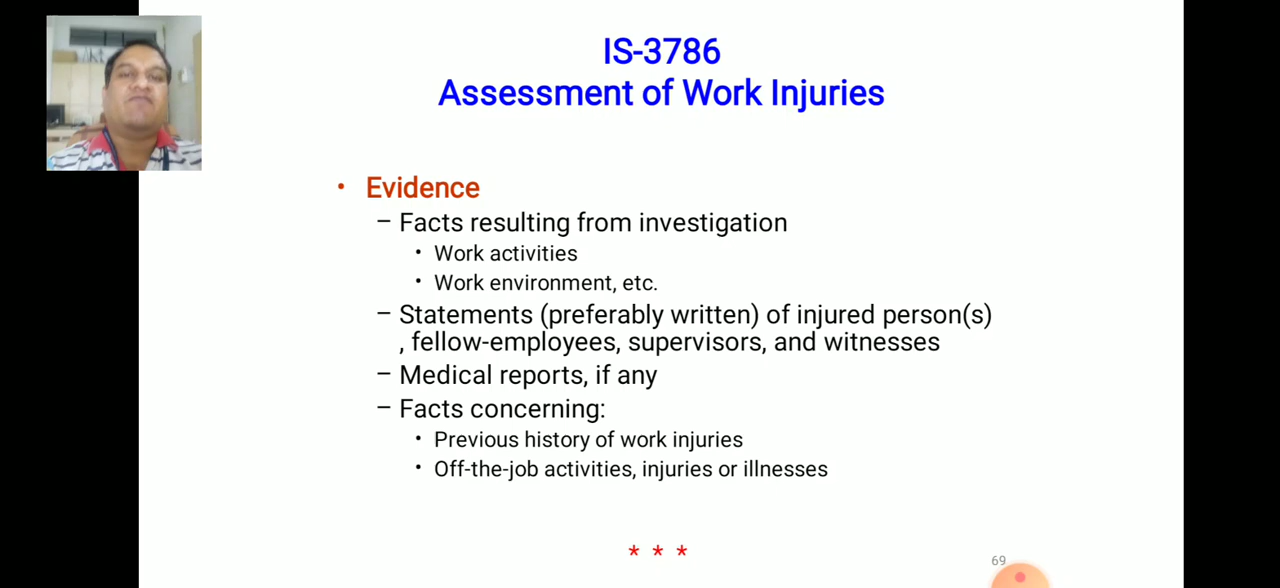 IS-3786
Assessment of Work Injuries
• Evidence
– Facts resulting from investigation
• Work activities
• Work environment, etc.
– Statements (preferably written) of injured person(s)
, fellow-employees, supervisors, and witnesses
– Medical reports, if any
– Facts concerning:
• Previous history of work injuries
• Off-the-job activities, injuries or illnesses
* * *
69